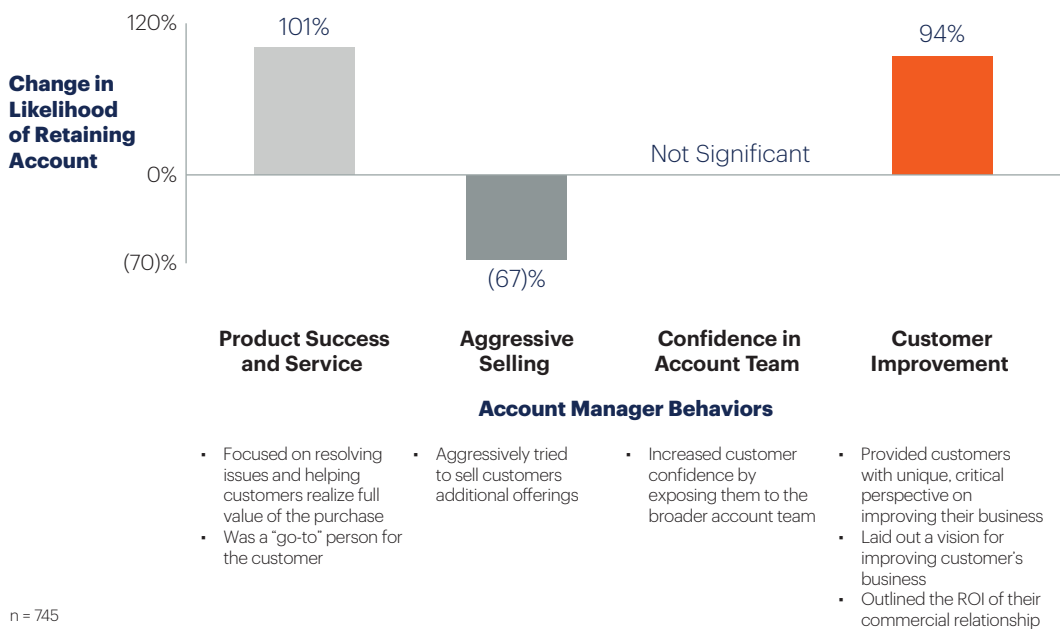 120%
101%
94%
Change in
Likelihood
of Retaining
Account
Not Significant
0%
(70)%
(67)%
Product Success
and Service
Aggressive
Selling
Confidence in
Account Team
Customer
Improvement
Account Manager Behaviors
▪ Focused on resolving
issues and helping
customers realize full
value of the purchase
▪ Was a “go-to” person for
the customer
▪ Aggressively tried
to sell customers
additional offerings
▪ Increased customer
confidence by
exposing them to the
broader account team
▪ Provided customers
with unique, critical
perspective on
improving their business
▪ Laid out a vision for
improving customer’s
business
▪ Outlined the ROI of their
commercial relationship
n = 745